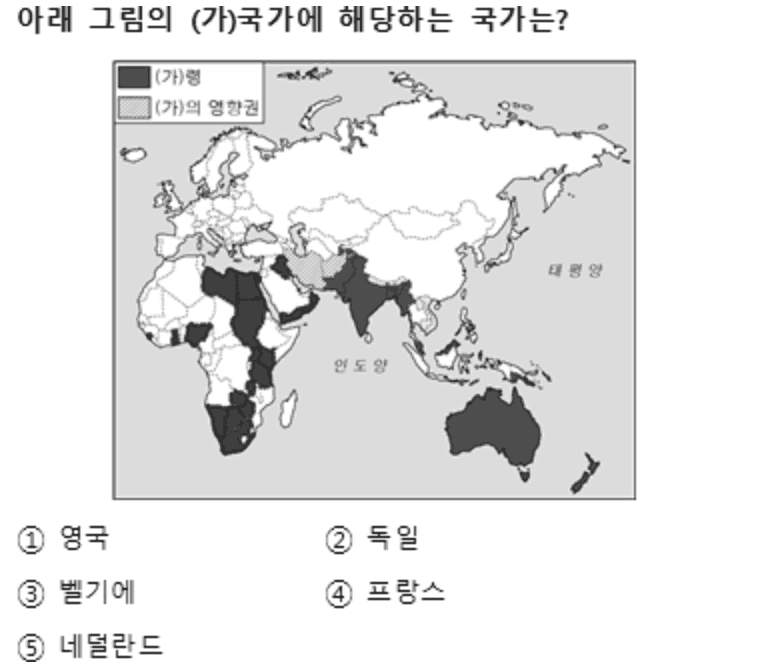 아래 그림의 (가)국가에 해당하는 국가는?
(가)령
(가)의 영향권
태평양
인도양
① 영국 ② 독일
③ 벨기에 ④ 프랑스
⑤ 네덜란드